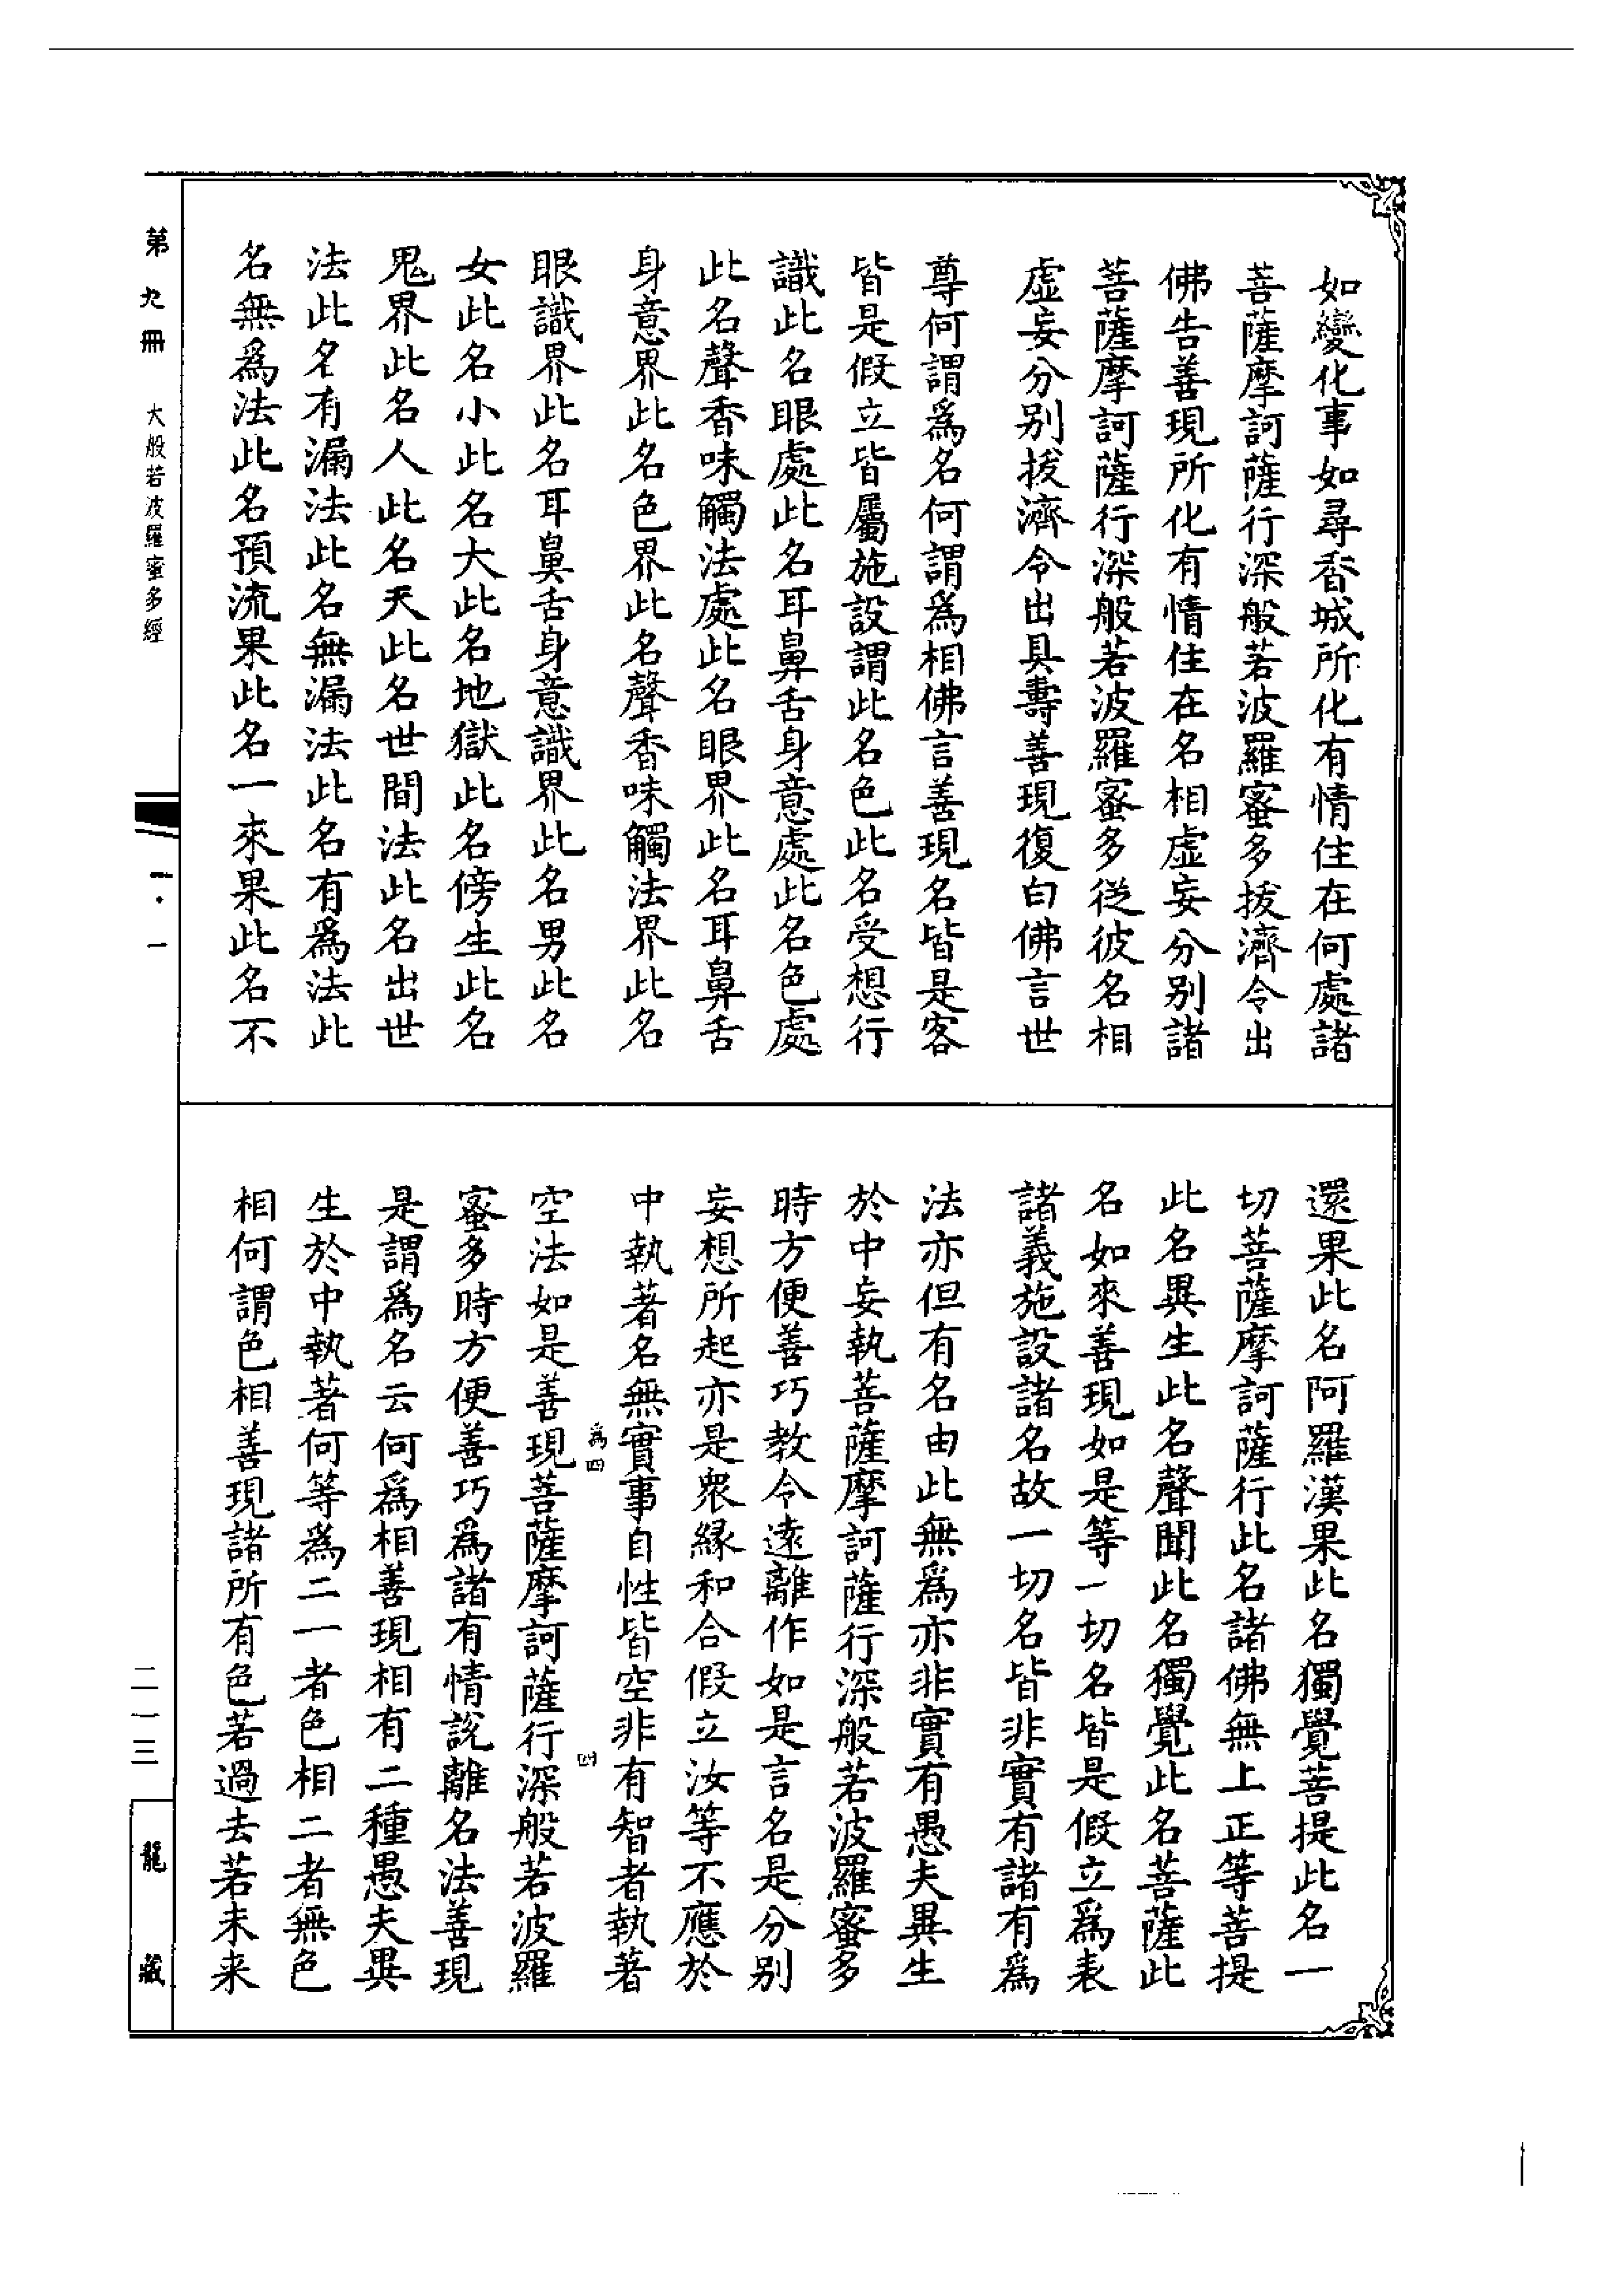 如變化事如尋香城所化有情住在何處諸
菩薩摩訶薩行深般若波羅蜜多拔濟令出
佛告善現所化有情住在名相虛妄分別諸
菩薩摩訶薩行深般若波羅蜜多從彼名相
虛妄分別拔濟令出具壽善現復白佛言世
尊何謂爲名何謂爲相佛言善現名皆是客
皆是假立皆屬施設謂此名色此名受想行
識此名眼處此名耳鼻舌身意處此名色處
此名聲香味觸法處此名眼界此名耳鼻舌
身意界此名色界此名聲香味觸法界此名
眼識界此名耳鼻舌身意識界此名男此名
女此名小此名大此名地獄此名傍生此名
鬼界此名人此名天此名世間法此名出世
法此名有漏法此名無漏法此名有爲法此
名無爲法此名預流果此名一來果此名不
還果此名阿羅漢果此名獨覺菩提此名一
切菩薩摩訶薩行此名諸佛無上正等菩提
此名異生此名聲聞此名獨覺此名菩薩此
名如來善現如是等一切名皆是假立爲表
諸義施設諸名故一切名皆非實有諸有爲
法亦但有名由此無爲亦非實有愚夫異生
於中妄執菩薩摩訶薩行深般若波羅蜜多
時方便善巧教令遠離作如是言名是分別
妄想所起亦是衆緣和合假立汝等不應於
中執著名無實事自性皆空非有智者執著
爲四
四
空法如是善現菩薩摩訶薩行深般若波羅
蜜多時方便善巧爲諸有情說離名法善現
是謂爲名云何爲相善現相有二種愚夫異
生於中執著何等爲二一者色相二者無色
相何謂色相善現諸所有色若過去若未來
第九冊
大般若波羅蜜多經
一·一
二一三
龍藏